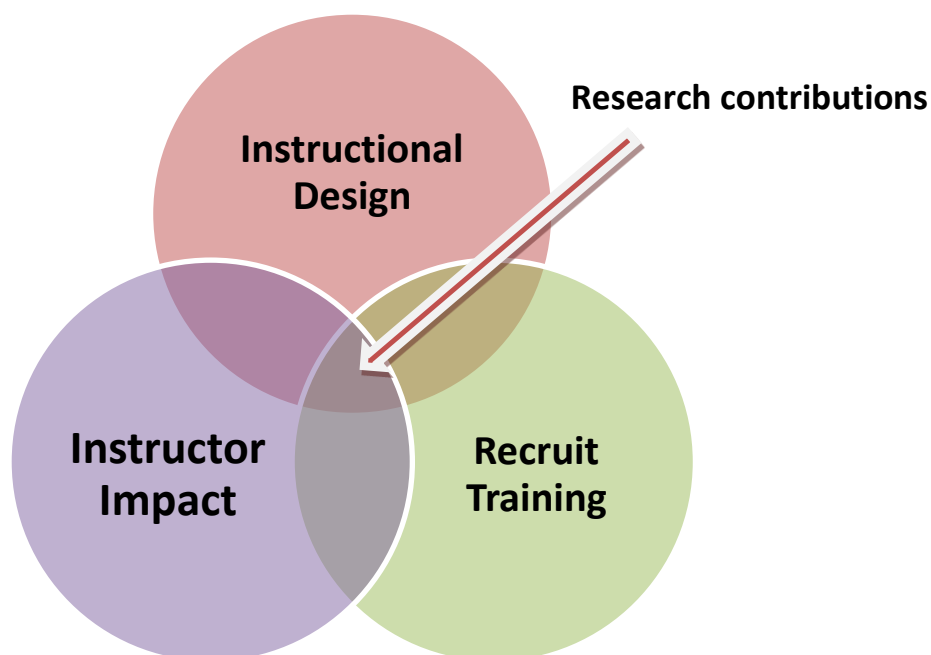 Research contributions
Instructional
Design
Instructor
Impact
Recruit
Training